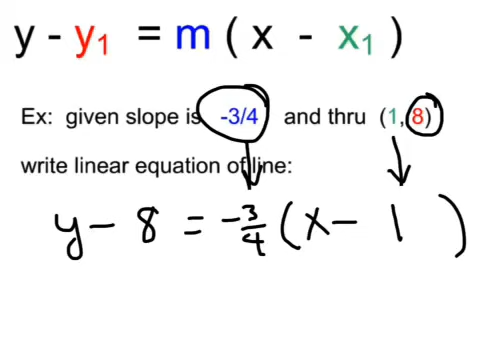 y - y₁ = m ( x - x₁ )
Ex: given slope is -3/4 and thru (1,8)
write linear equation of line:
y - 8 = -3/4 ( x - 1 )